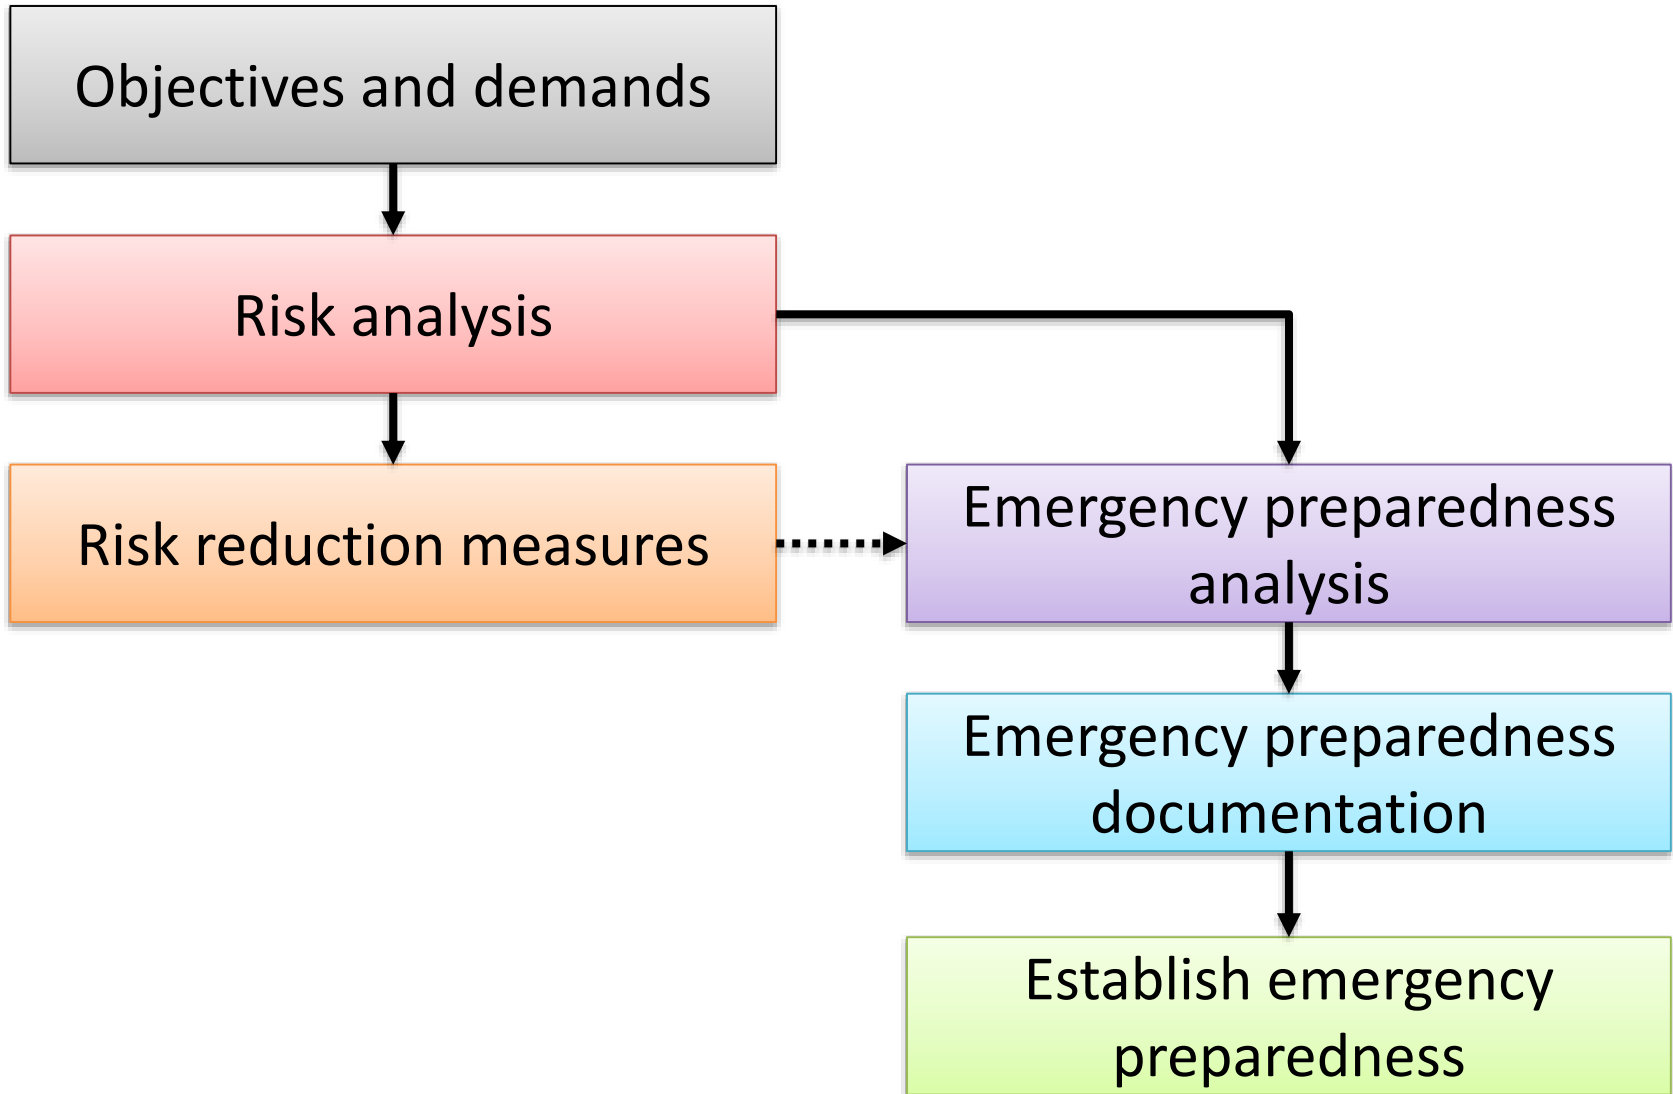 Objectives and demands
Risk analysis
Risk reduction measures
Emergency preparedness
analysis
Emergency preparedness
documentation
Establish emergency
preparedness